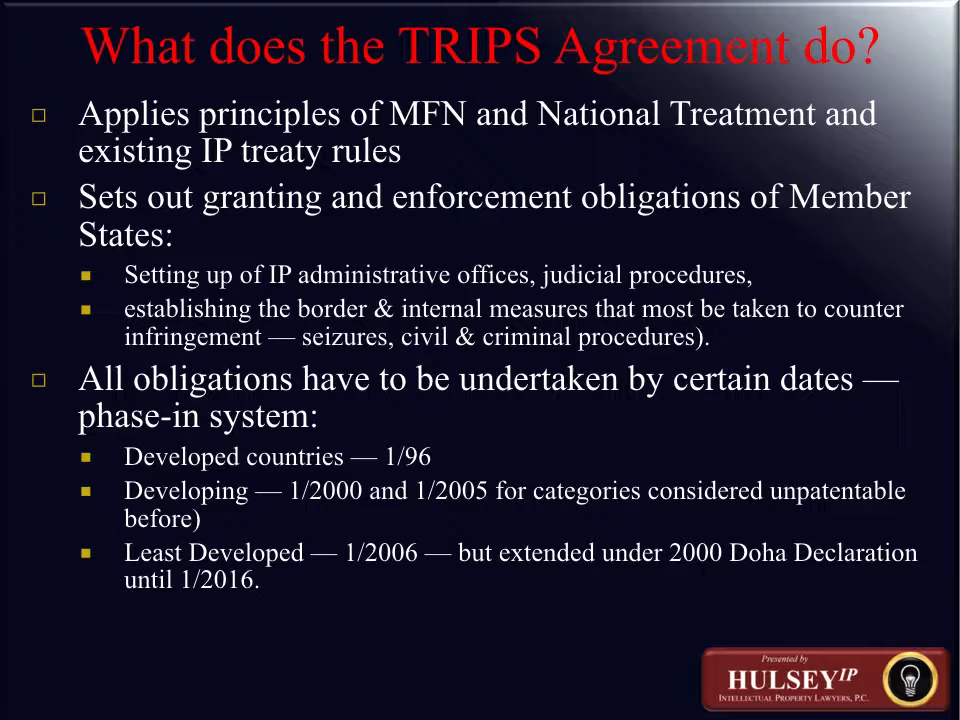 What does the TRIPS Agreement do?
Applies principles of MFN and National Treatment and
existing IP treaty rules
Sets out granting and enforcement obligations of Member
States:
Setting up of IP administrative offices, judicial procedures,
establishing the border & internal measures that most be taken to counter
infringement — seizures, civil & criminal procedures).
All obligations have to be undertaken by certain dates —
phase-in system:
Developed countries — 1/96
Developing — 1/2000 and 1/2005 for categories considered unpatentable
before)
Least Developed — 1/2006 — but extended under 2000 Doha Declaration
until 1/2016.
Presented by
HULSEY IP
INTELLECTUAL PROPERTY LAWYERS, P.C.